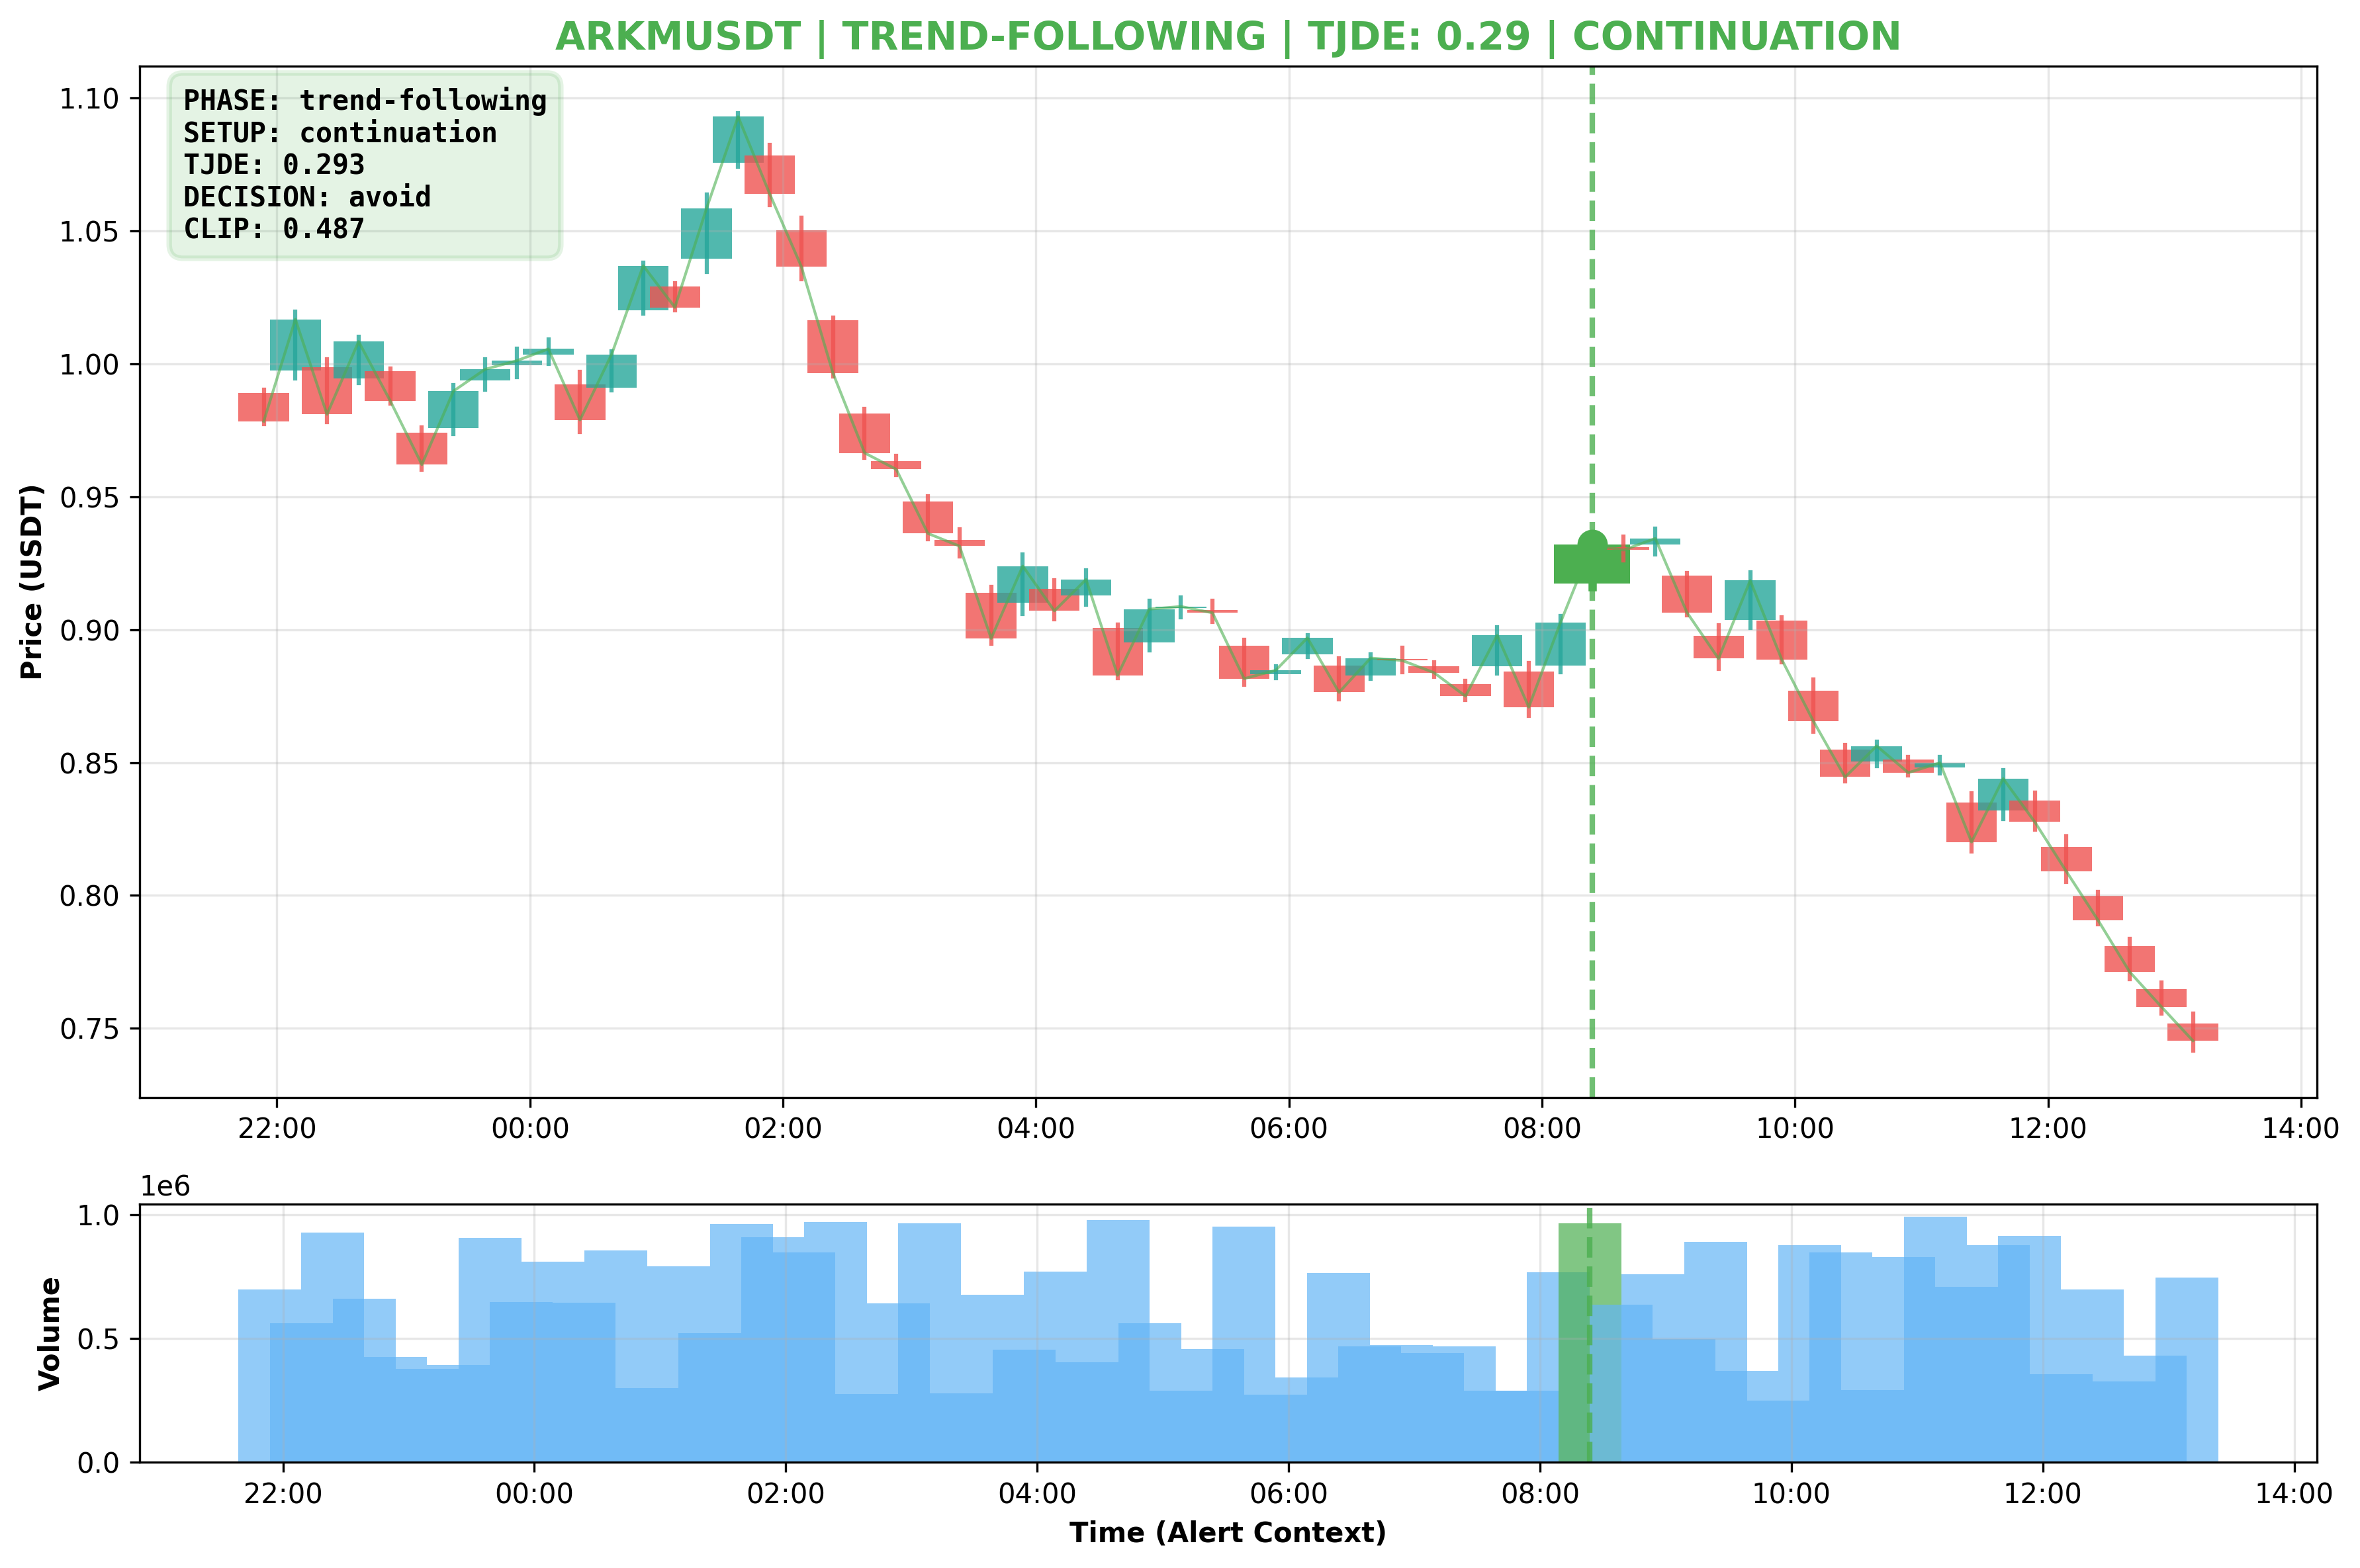 ARKMUSDT | TREND-FOLLOWING | TJDE: 0.29 | CONTINUATION
PHASE: trend-following
SETUP: continuation
TJDE: 0.293
DECISION: avoid
CLIP: 0.487
Price (USDT)
1.10
1.05
1.00
0.95
0.90
0.85
0.80
0.75
22:00 00:00 02:00 04:00 06:00 08:00 10:00 12:00 14:00
1e6
Volume
1.0
0.5
0.0
22:00 00:00 02:00 04:00 06:00 08:00 10:00 12:00 14:00
Time (Alert Context)